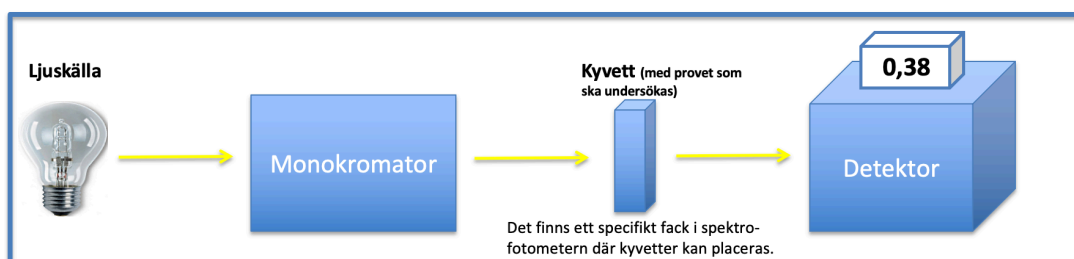 Ljuskälla
Monokromator
Kyvett (med provet som
ska undersökas)
0,38
Detektor
Det finns ett specifikt fack i spektro-
fotometern där kyvetter kan placeras.